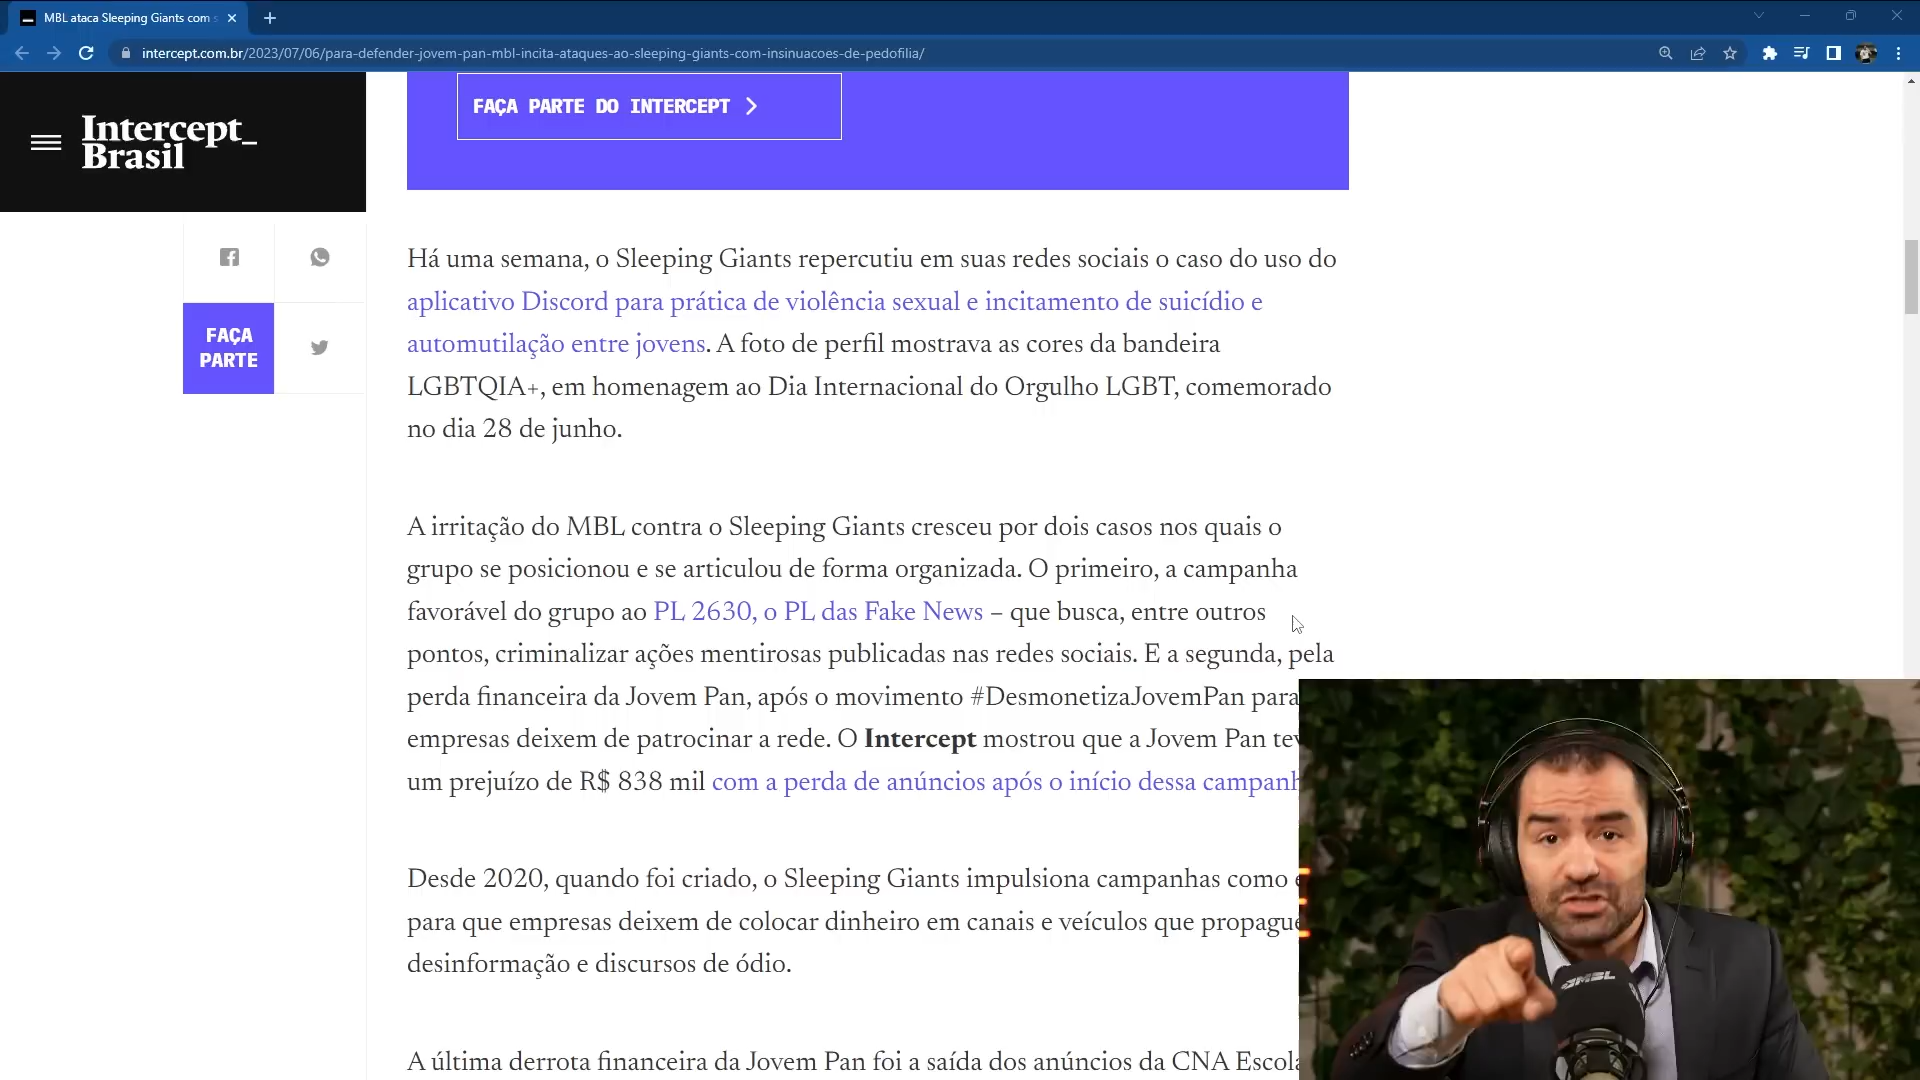 MBL ataca Sleeping Giants com
intercept.com.br/2023/07/06/para-defender-jovem-pan-mbl-incita-ataques-ao-sleeping-giants-com-insinuacoes-de-pedofilia/
Intercept_
Brasil
FAÇA PARTE DO INTERCEPT
FAÇA
PARTE
Há uma semana, o Sleeping Giants repercutiu em suas redes sociais o caso do uso do
aplicativo Discord para prática de violência sexual e incitamento de suicídio e
automutilação entre jovens. A foto de perfil mostrava as cores da bandeira
LGBTQIA+, em homenagem ao Dia Internacional do Orgulho LGBT, comemorado
no dia 28 de junho.
A irritação do MBL contra o Sleeping Giants cresceu por dois casos nos quais o
grupo se posicionou e se articulou de forma organizada. O primeiro, a campanha
favorável do grupo ao PL 2630, o PL das Fake News – que busca, entre outros
pontos, criminalizar ações mentirosas publicadas nas redes sociais. E a segunda, pela
perda financeira da Jovem Pan, após o movimento #DesmonetizaJovemPan para
empresas deixem de patrocinar a rede. O Intercept mostrou que a Jovem Pan tev
um prejuízo de R$ 838 mil com a perda de anúncios após o início dessa campanh
Desde 2020, quando foi criado, o Sleeping Giants impulsiona campanhas como e
para que empresas deixem de colocar dinheiro em canais e veículos que propague
desinformação e discursos de ódio.
A última derrota financeira da Jovem Pan foi a saída dos anúncios da CNA Escola
MBL